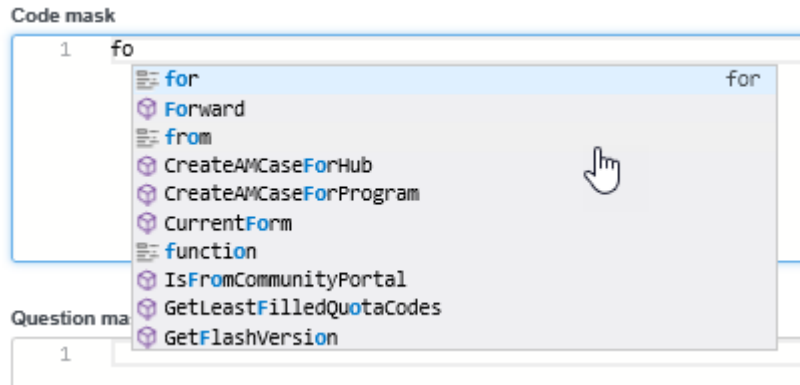 Code mask
1 fo
for for
Forward
from
CreateAMCaseForHub
CreateAMCaseForProgram
CurrentForm
function
IsFromCommunityPortal
GetLeastFilledQuotaCodes
Question ma
GetFlashVersion
1